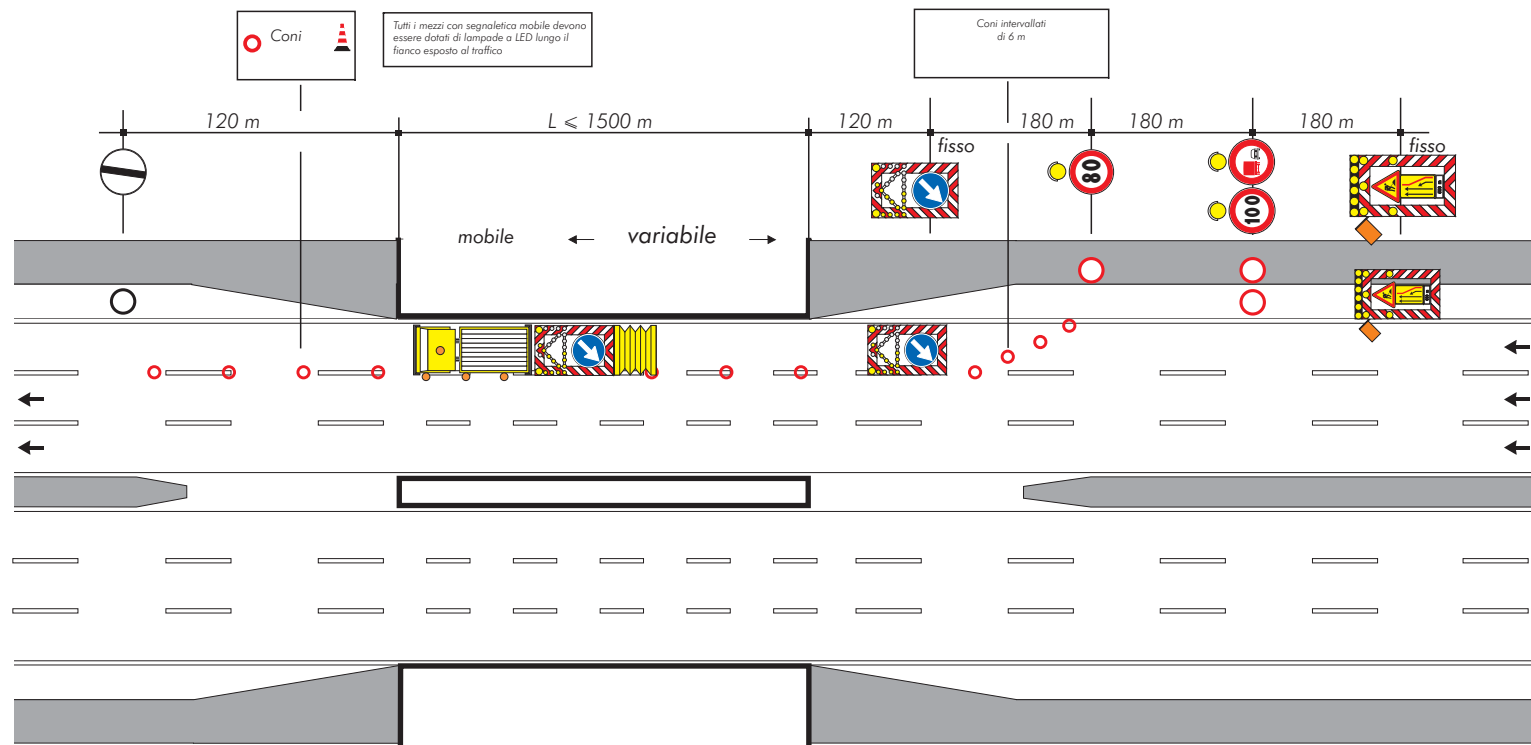 Coni
Tutti i mezzi con segnaletica mobile devono
essere dotati di lampade a LED lungo il
fianco esposto al traffico
Coni intervallati
di 6 m
120 m
L ⩽ 1500 m
120 m
180 m
180 m
180 m
fisso
fisso
80
100
mobile
variabile